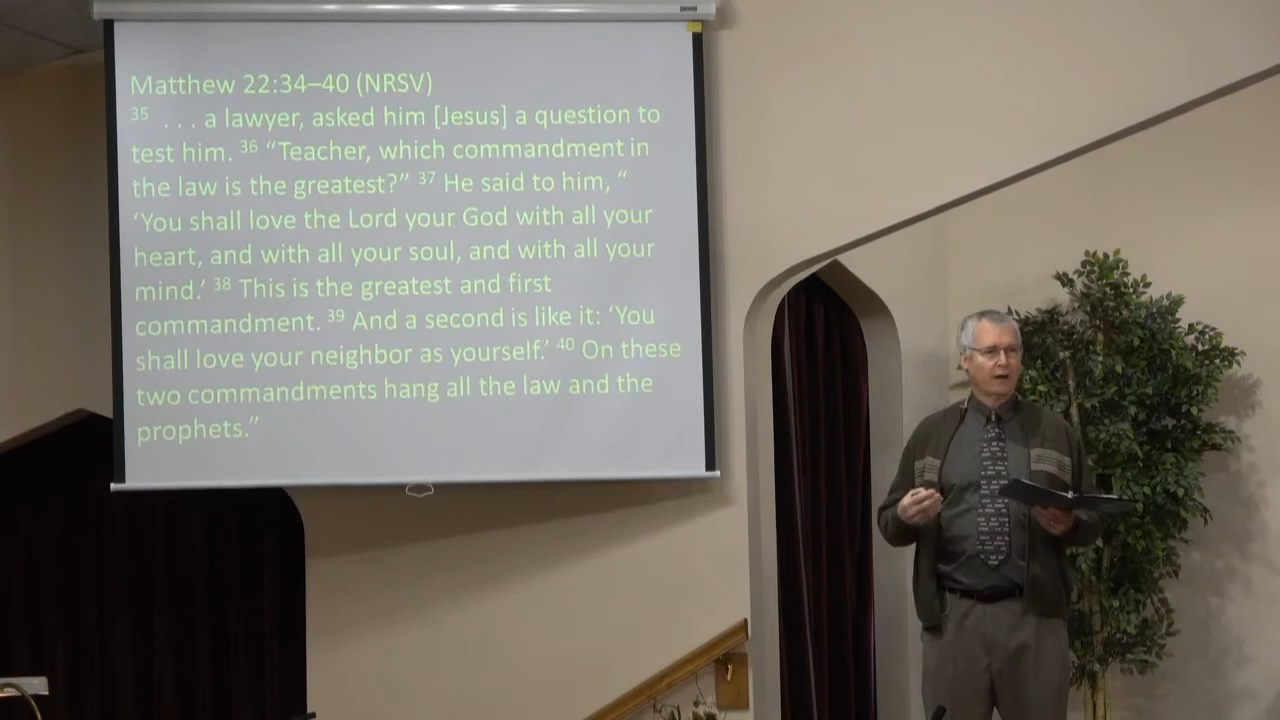 Matthew 22:34–40 (NRSV)
35 . . . a lawyer, asked him [Jesus] a question to
test him. 36 “Teacher, which commandment in
the law is the greatest?” 37 He said to him, “
‘You shall love the Lord your God with all your
heart, and with all your soul, and with all your
mind.’ 38 This is the greatest and first
commandment. 39 And a second is like it: ‘You
shall love your neighbor as yourself.’ 40 On these
two commandments hang all the law and the
prophets.”